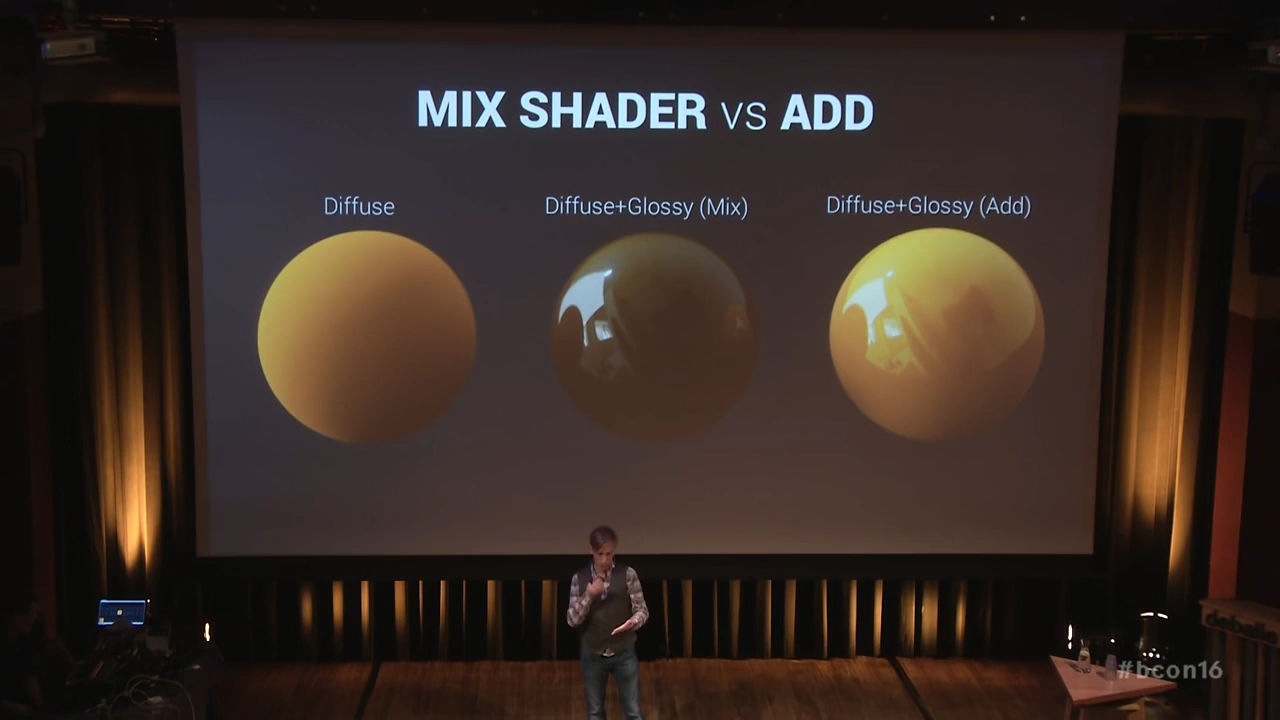 MIX SHADER vs ADD
Diffuse
Diffuse+Glossy (Mix)
Diffuse+Glossy (Add)
#bcon16